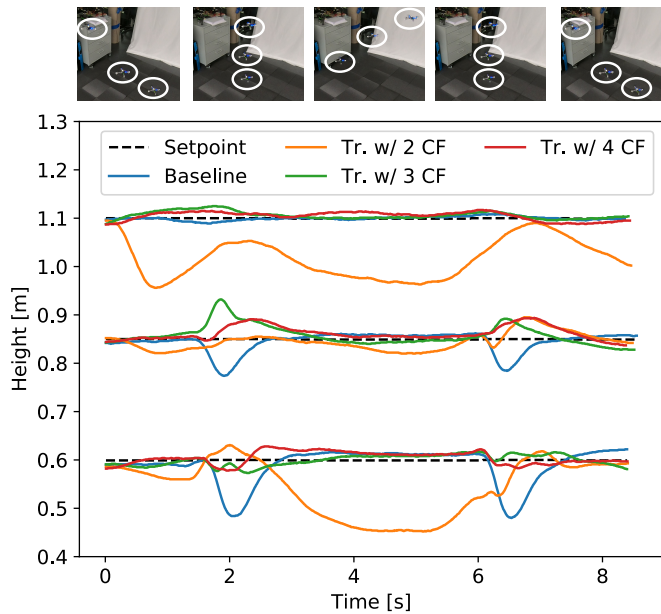 Setpoint
Baseline
Tr. w/ 2 CF
Tr. w/ 3 CF
Tr. w/ 4 CF
1.3
1.2
1.1
1.0
0.9
0.8
0.7
0.6
0.5
0.4
Height [m]
0 2 4 6 8
Time [s]